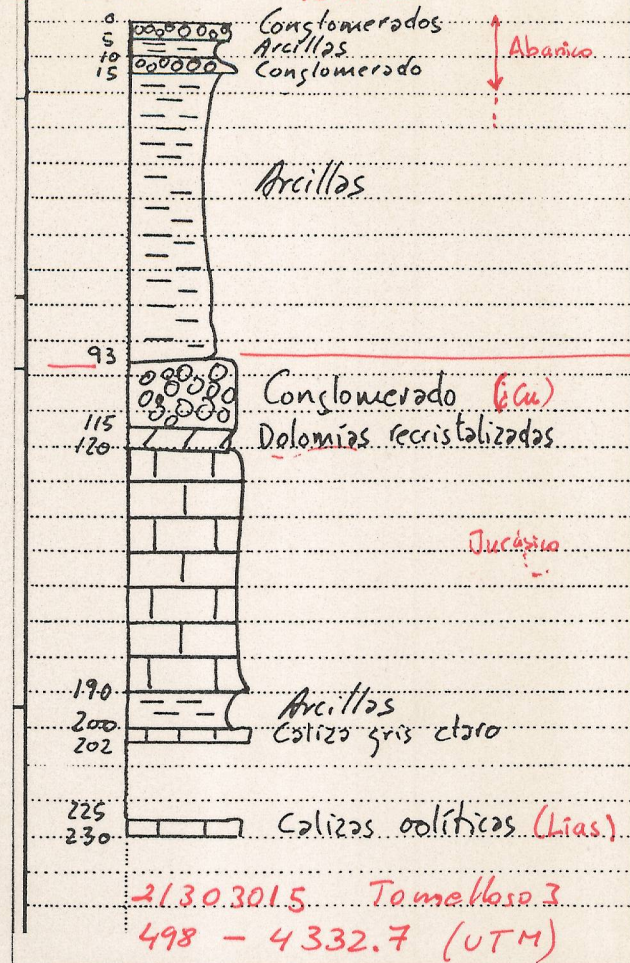 0
Conglomerados
5
Arcillas
Abanico
10
Conglomerado
15
Arcillas
93
Conglomerado (¡Cu)
115
Dolomías recristalizadas
120
Jurásico
190
Arcillas
200
Caliza gris claro
202
225
Calizas oolíticas (Lias)
230
21303015 Tomelloso 3
498 - 4332.7 (UTM)